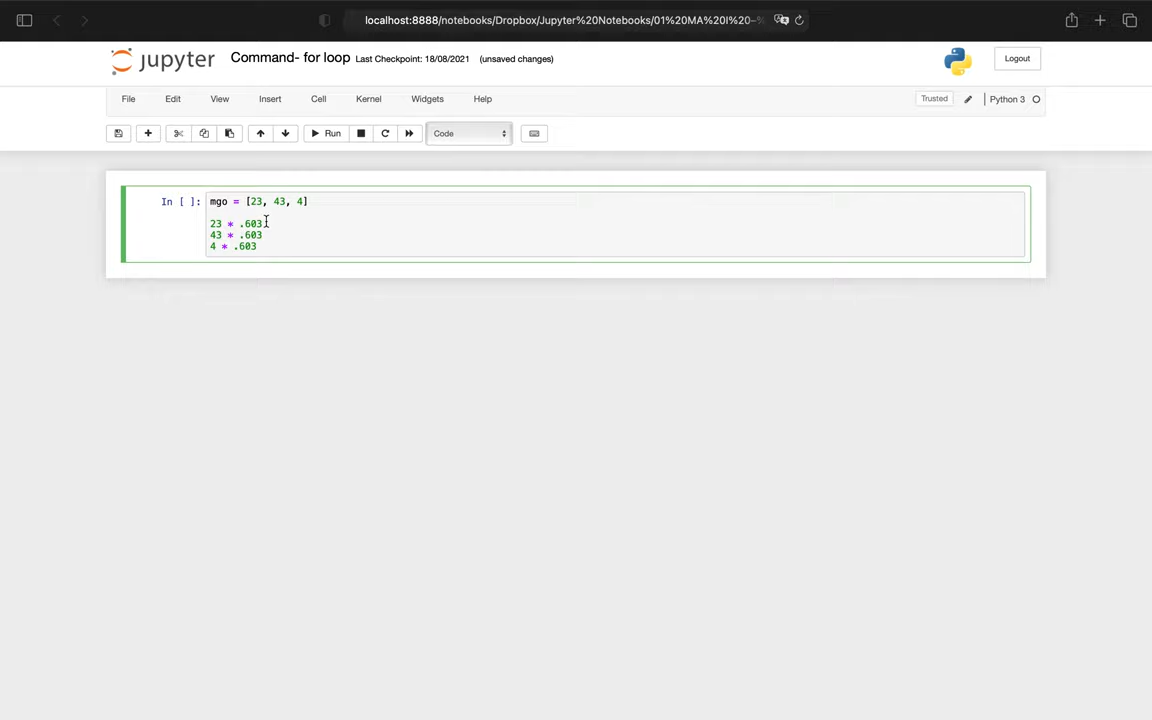 localhost:8888/notebooks/Dropbox/Jupyter%20Notebooks/01%20MA%20I%20–%
jupyter Command- for loop Last Checkpoint: 18/08/2021 (unsaved changes) Logout
File Edit View Insert Cell Kernel Widgets Help Trusted Python 3
Run Code
In [ ]: mgo = [23, 43, 4]
23 * .603
43 * .603
4 * .603